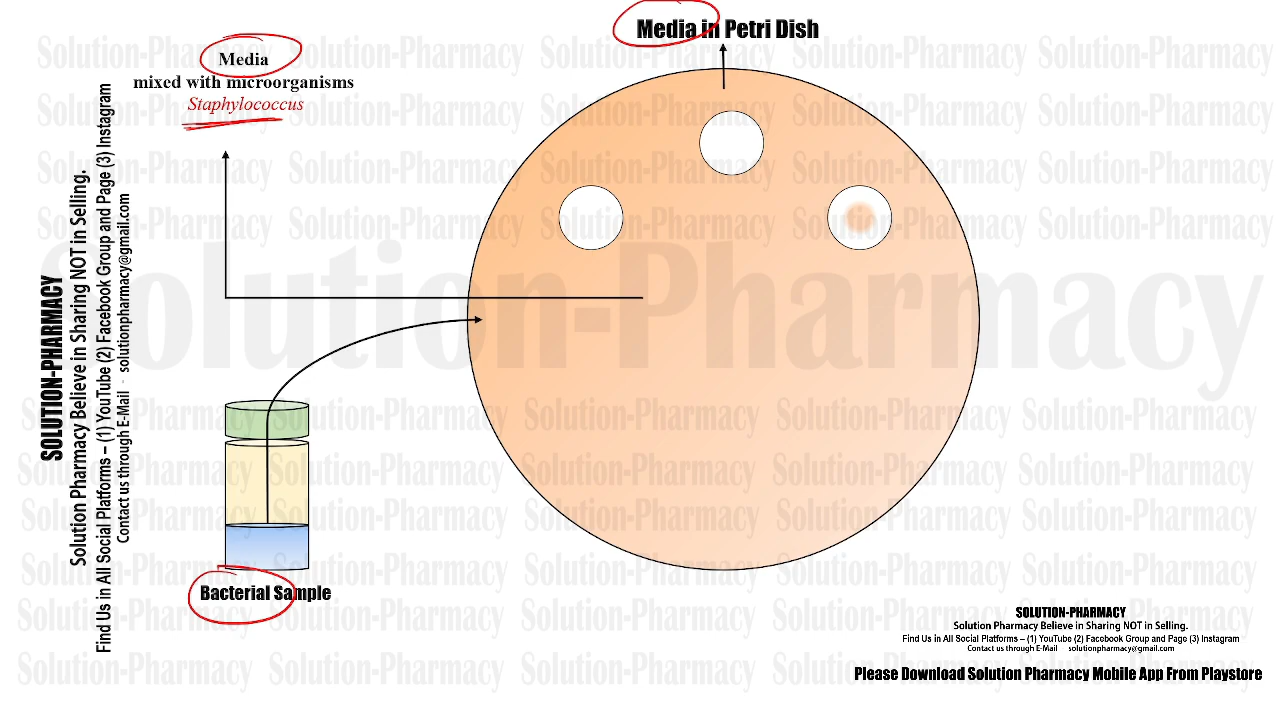 Media in Petri Dish
Media
mixed with microorganisms
Staphylococcus
SOLUTION-PHARMACY
Solution Pharmacy Believe in Sharing NOT in Selling.
Find Us in All Social Platforms – (1) YouTube (2) Facebook Group and Page (3) Instagram
Contact us through E-Mail - solutionpharmacy@gmail.com
Solution-Pharmacy
Bacterial Sample
SOLUTION-PHARMACY
Solution Pharmacy Believe in Sharing NOT in Selling.
Find Us in All Social Platforms – (1) YouTube (2) Facebook Group and Page (3) Instagram
Contact us through E-Mail solutionpharmacy@gmail.com
Please Download Solution Pharmacy Mobile App From Playstore